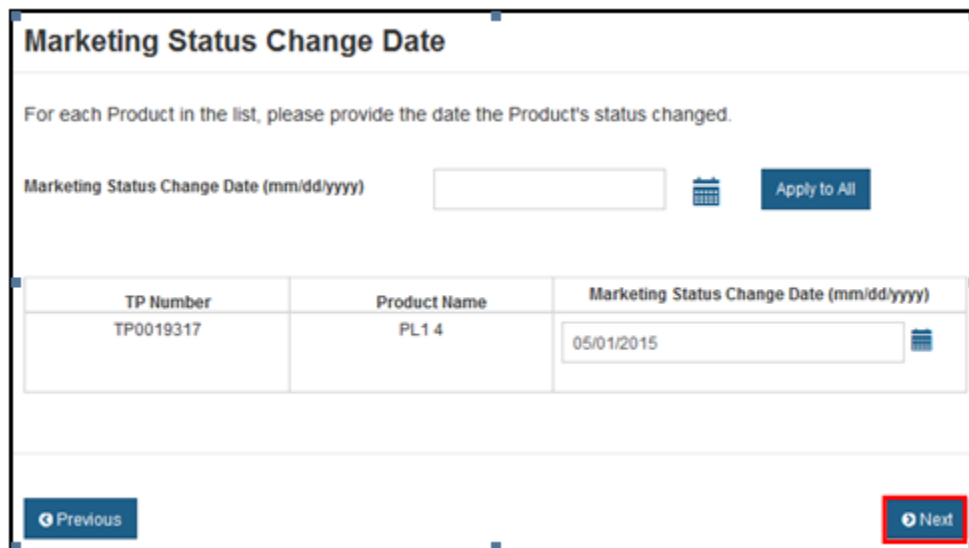 Marketing Status Change Date
For each Product in the list, please provide the date the Product's status changed.
Marketing Status Change Date (mm/dd/yyyy)
Apply to All
TP Number Product Name Marketing Status Change Date (mm/dd/yyyy)
TP0019317 PL1 4 05/01/2015
Previous Next